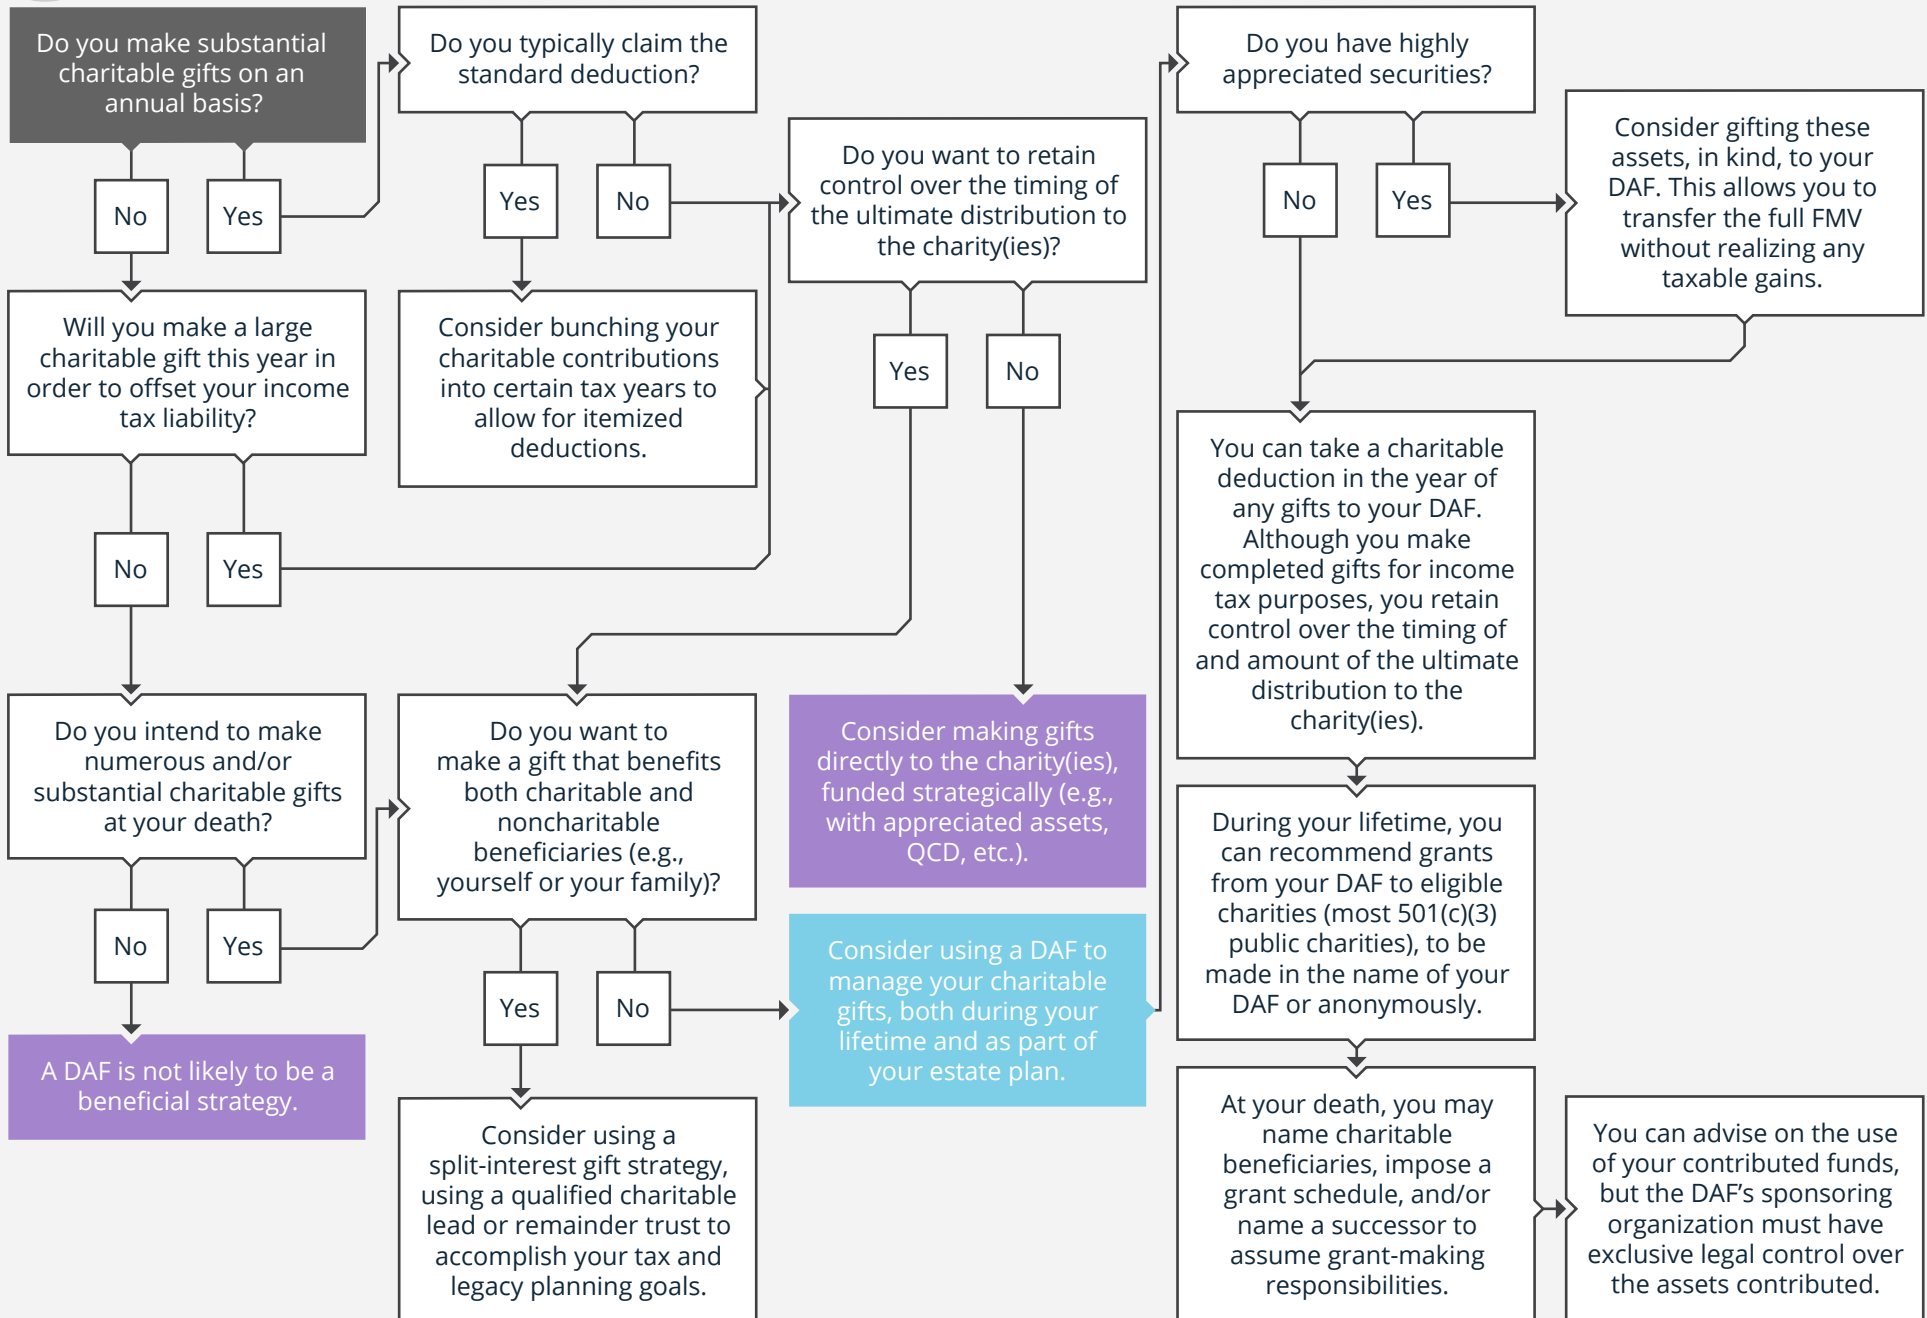 Do you make substantial
charitable gifts on an
annual basis?
No
Yes
Will you make a large
charitable gift this year in
order to offset your income
tax liability?
No
Yes
Do you intend to make
numerous and/or
substantial charitable gifts
at your death?
No
Yes
A DAF is not likely to be a
beneficial strategy.
Do you typically claim the
standard deduction?
Yes
No
Consider bunching your
charitable contributions
into certain tax years to
allow for itemized
deductions.
Do you want to retain
control over the timing of
the ultimate distribution to
the charity(ies)?
Yes
No
Do you want to
make a gift that benefits
both charitable and
noncharitable
beneficiaries (e.g.,
yourself or your family)?
Yes
No
Consider using a
split-interest gift strategy,
using a qualified charitable
lead or remainder trust to
accomplish your tax and
legacy planning goals.
Consider making gifts
directly to the charity(ies),
funded strategically (e.g.,
with appreciated assets,
QCD, etc.).
Consider using a DAF to
manage your charitable
gifts, both during your
lifetime and as part of
your estate plan.
Do you have highly
appreciated securities?
No
Yes
Consider gifting these
assets, in kind, to your
DAF. This allows you to
transfer the full FMV
without realizing any
taxable gains.
You can take a charitable
deduction in the year of
any gifts to your DAF.
Although you make
completed gifts for income
tax purposes, you retain
control over the timing of
and amount of the ultimate
distribution to the
charity(ies).
During your lifetime, you
can recommend grants
from your DAF to eligible
charities (most 501(c)(3)
public charities), to be
made in the name of your
DAF or anonymously.
At your death, you may
name charitable
beneficiaries, impose a
grant schedule, and/or
name a successor to
assume grant-making
responsibilities.
You can advise on the use
of your contributed funds,
but the DAF’s sponsoring
organization must have
exclusive legal control over
the assets contributed.